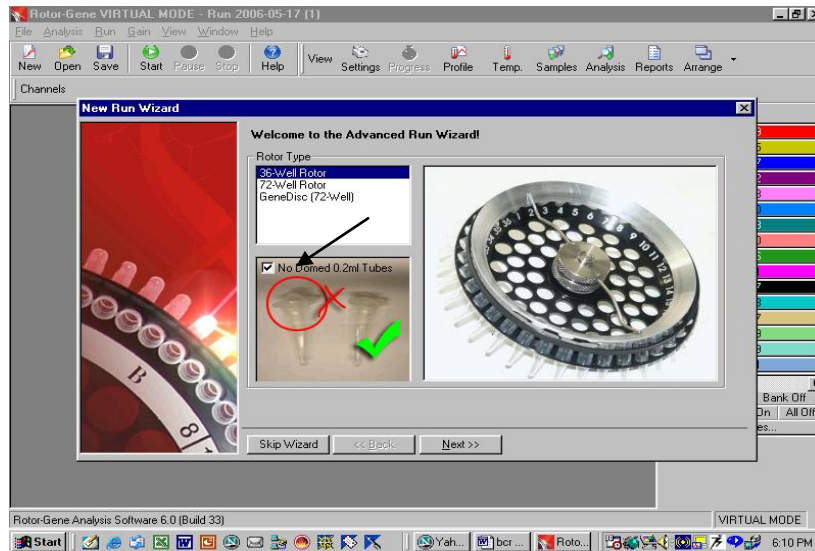 Rotor-Gene VIRTUAL MODE - Run 2006-05-17 (1)
File Analysis Run Gain View Window Help
New Open Save Start Pause Stop Help View Settings Progress Profile Temp. Samples Analysis Reports Arrange
Channels
New Run Wizard
Welcome to the Advanced Run Wizard!
Rotor Type
36-Well Rotor
72-Well Rotor
GeneDisc (72-Well)
No Domed 0.2ml Tubes
Bank Off
On All Off
es...
Skip Wizard << Back Next >>
Rotor-Gene Analysis Software 6.0 (Build 33) VIRTUAL MODE
Start Yah... bcr ... Roto... 6:10 PM